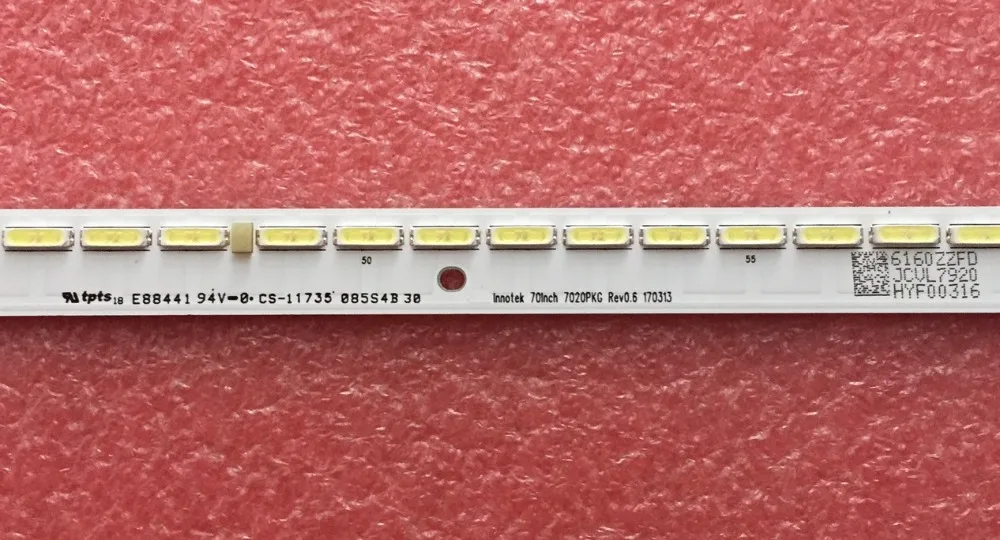 50
55
tpts 18 E88441 94V-0 CS-11735 085S4B 30
Innotek 70Inch 7020PKG Rev0.6 170313
6160ZZFD
JCVL7920
HYF00316